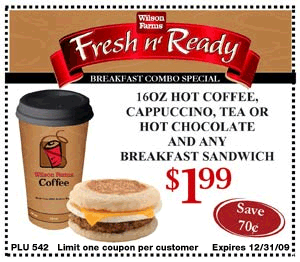 Wilson
Farms
Fresh n' Ready
BREAKFAST COMBO SPECIAL
16OZ HOT COFFEE,
CAPPUCCINO, TEA OR
HOT CHOCOLATE
AND ANY
BREAKFAST SANDWICH
$1.99
Wilson Farms
Coffee
Save
70¢
PLU 542 Limit one coupon per customer Expires 12/31/09